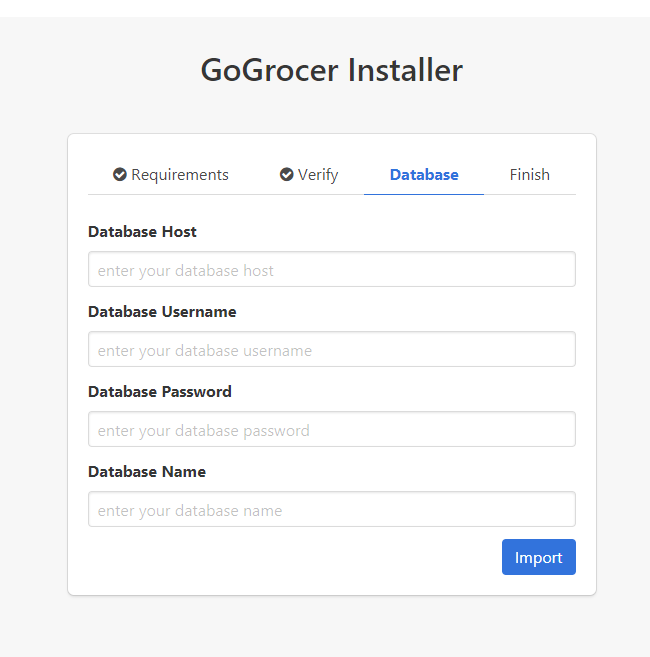 GoGrocer Installer
Requirements Verify Database Finish
Database Host
enter your database host
Database Username
enter your database username
Database Password
enter your database password
Database Name
enter your database name
Import